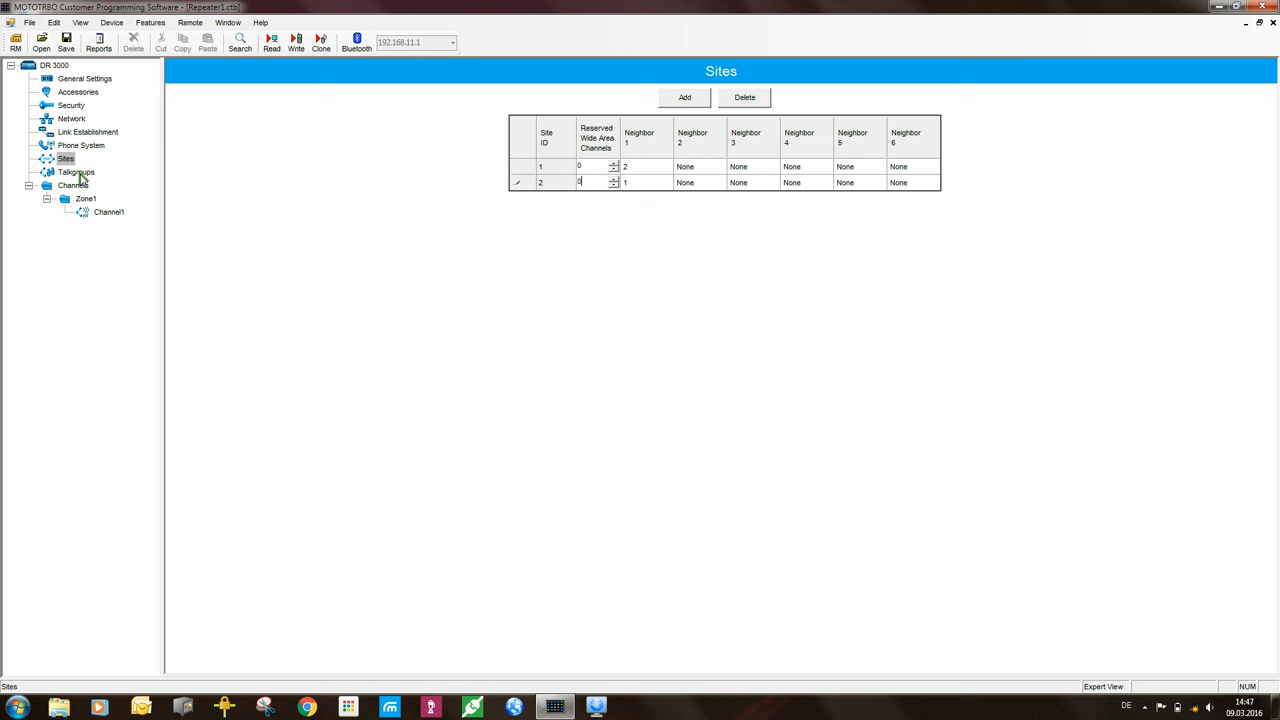 MOTOTRBO Customer Programming Software - [Repeater1.ctb]
File Edit View Device Features Remote Window Help
RM Open Save Reports Delete Cut Copy Paste Search Read Write Clone Bluetooth 192.168.11.1
DR 3000
General Settings
Accessories
Security
Network
Link Establishment
Phone System
Sites
Talkgroups
Channels
Zone1
Channel1
Sites
Add Delete
Site ID Reserved Wide Area Channels Neighbor 1 Neighbor 2 Neighbor 3 Neighbor 4 Neighbor 5 Neighbor 6
1 0 2 None None None None None
2 0 1 None None None None None
Sites Expert View NUM
DE 14:47
09.03.2016